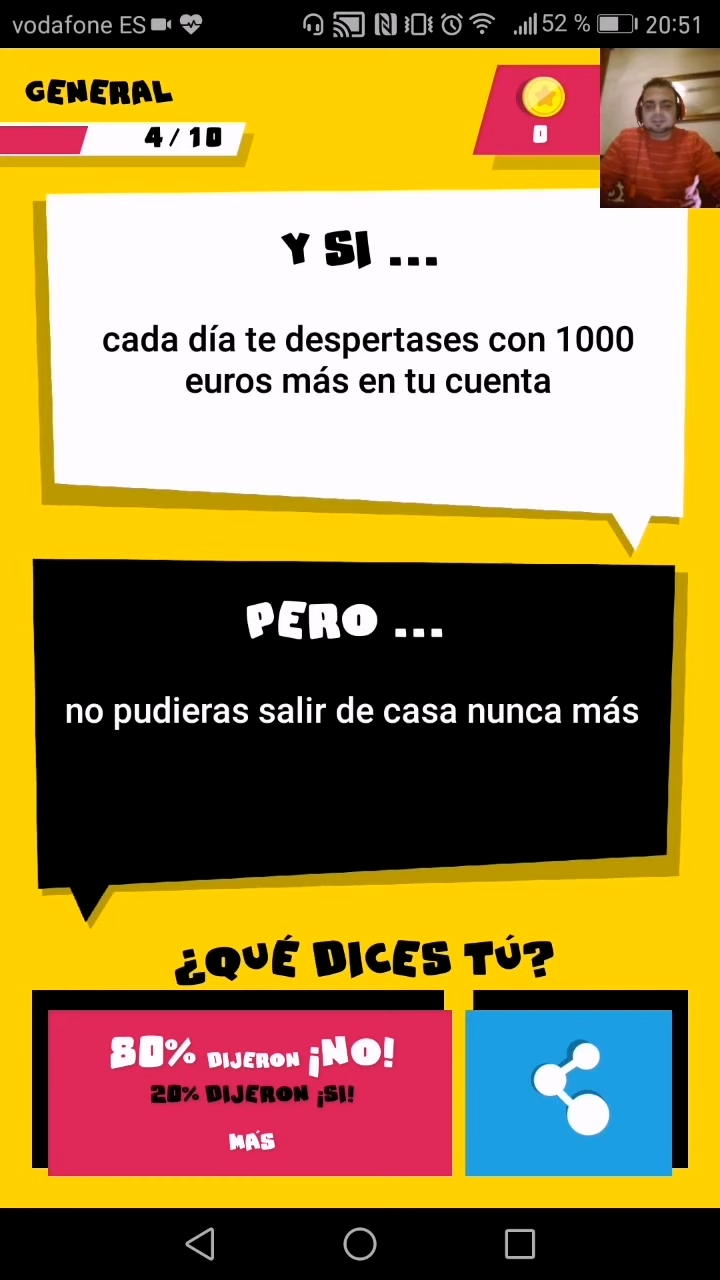 vodafone ES 52 % 20:51
GENERAL
4/10
0
Y SI ...
cada día te despertases con 1000
euros más en tu cuenta
PERO ...
no pudieras salir de casa nunca más
¿QUÉ DICES TÚ?
80% DIJERON ¡NO!
20% DIJERON ¡SI!
MÁS